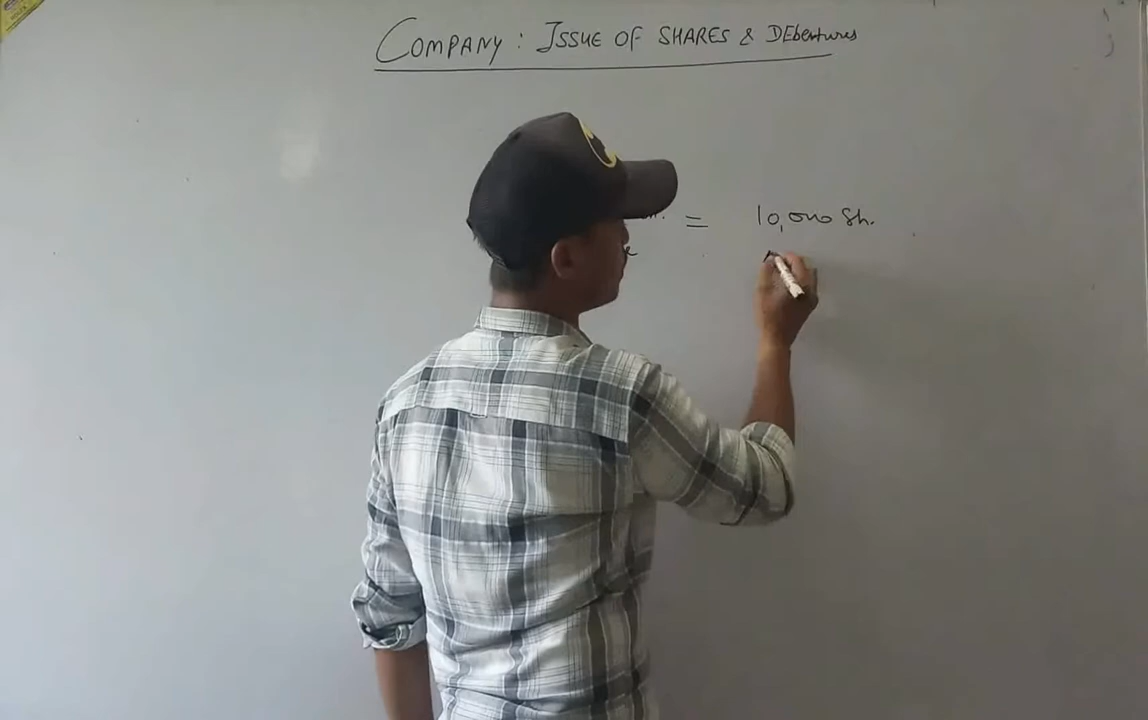 COMPANY: ISSUE OF SHARES & DEbentures
= 10,000 Sh.